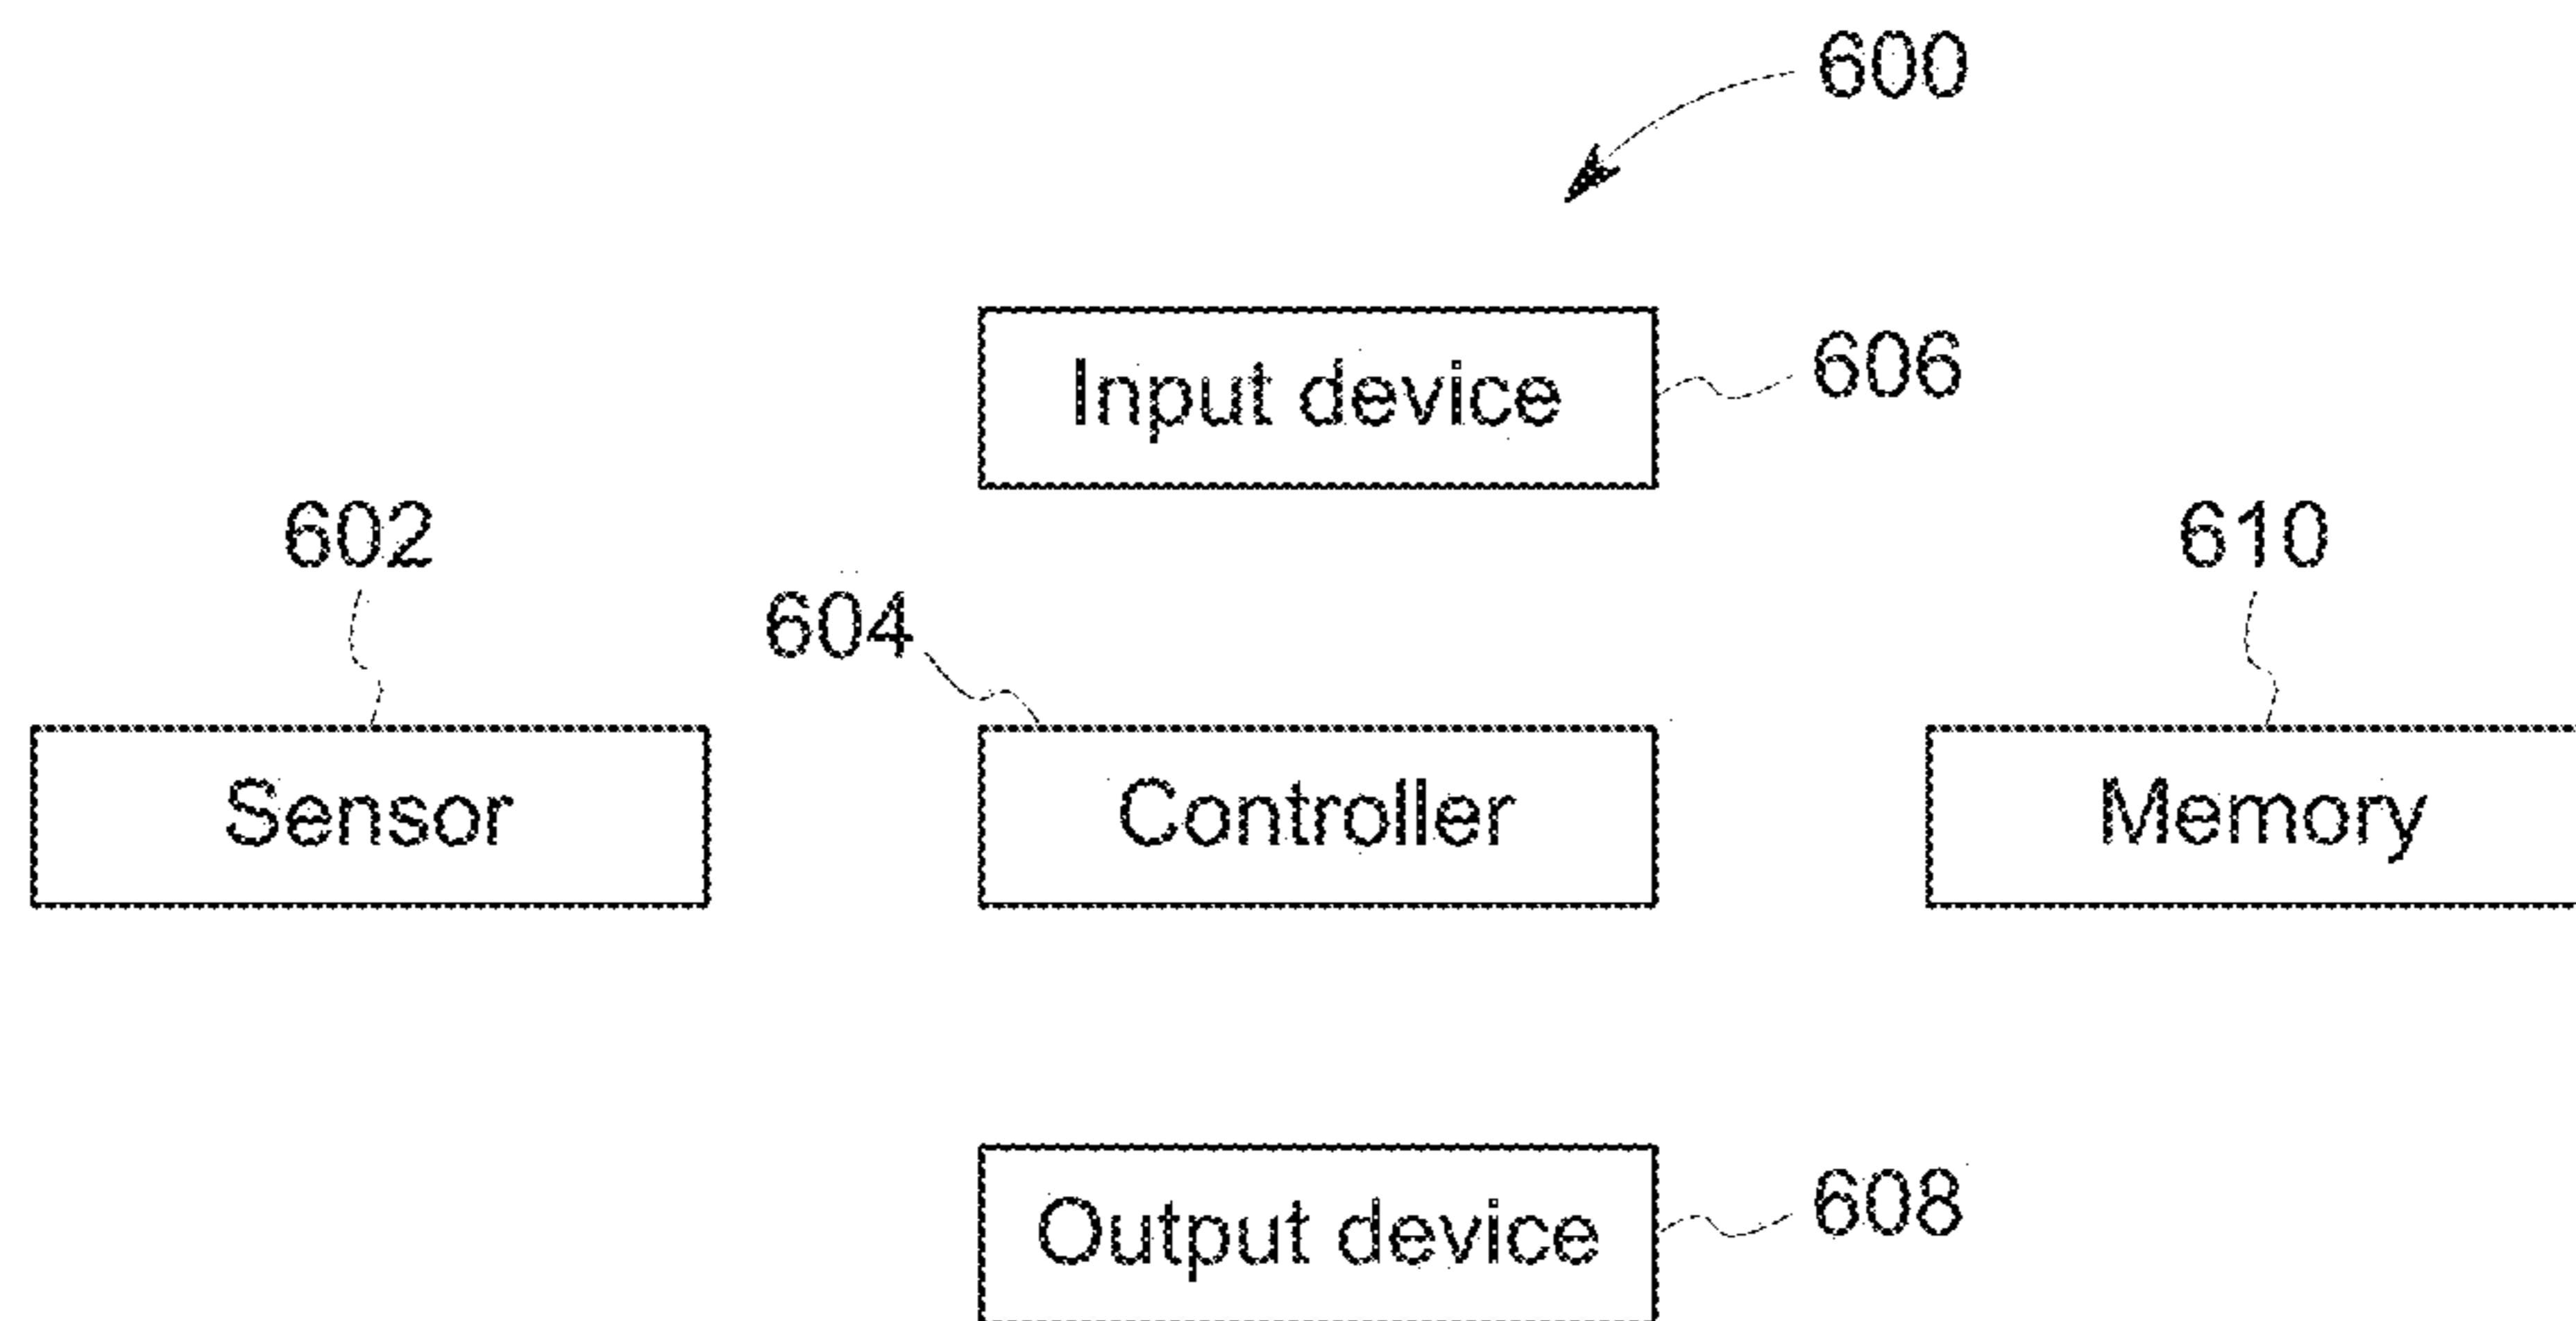 600
Input device
606
602
610
604
Sensor
Controller
Memory
Output device
608